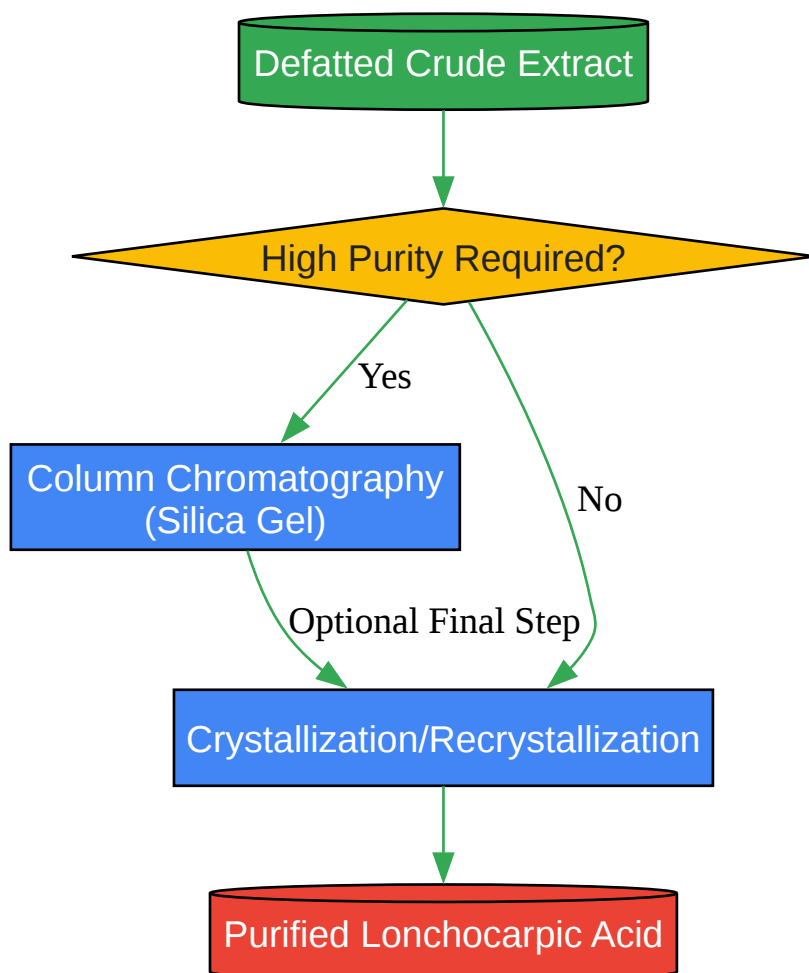 Defatted Crude Extract
High Purity Required?
Yes
Column Chromatography
(Silica Gel)
No
Optional Final Step
Crystallization/Recrystallization
Purified Lonchocarpic Acid